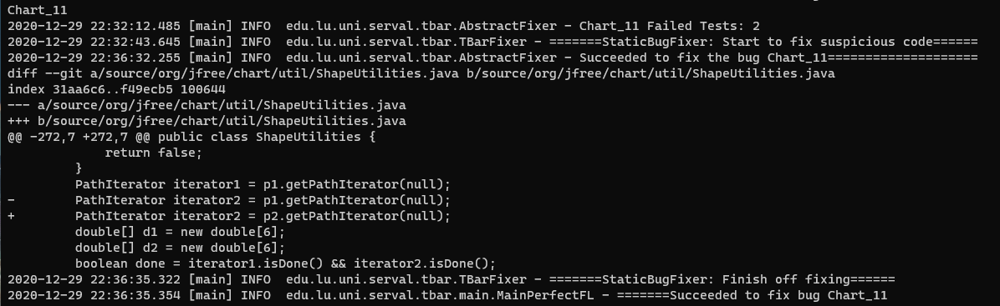 Chart_11
2020-12-29 22:32:12.485 [main] INFO  edu.lu.uni.serval.tbar.AbstractFixer - Chart_11 Failed Tests: 2
2020-12-29 22:32:43.645 [main] INFO  edu.lu.uni.serval.tbar.TBarFixer - =======StaticBugFixer: Start to fix suspicious code======
2020-12-29 22:36:32.255 [main] INFO  edu.lu.uni.serval.tbar.AbstractFixer - Succeeded to fix the bug Chart_11====================
diff --git a/source/org/jfree/chart/util/ShapeUtilities.java b/source/org/jfree/chart/util/ShapeUtilities.java
index 31aa6c6..f49ecb5 100644
--- a/source/org/jfree/chart/util/ShapeUtilities.java
+++ b/source/org/jfree/chart/util/ShapeUtilities.java
@@ -272,7 +272,7 @@ public class ShapeUtilities {
             return false;
         }
         PathIterator iterator1 = p1.getPathIterator(null);
-        PathIterator iterator2 = p1.getPathIterator(null);
+        PathIterator iterator2 = p2.getPathIterator(null);
         double[] d1 = new double[6];
         double[] d2 = new double[6];
         boolean done = iterator1.isDone() && iterator2.isDone();
2020-12-29 22:36:35.322 [main] INFO  edu.lu.uni.serval.tbar.TBarFixer - =======StaticBugFixer: Finish off fixing======
2020-12-29 22:36:35.354 [main] INFO  edu.lu.uni.serval.tbar.main.MainPerfectFL - =======Succeeded to fix bug Chart_11